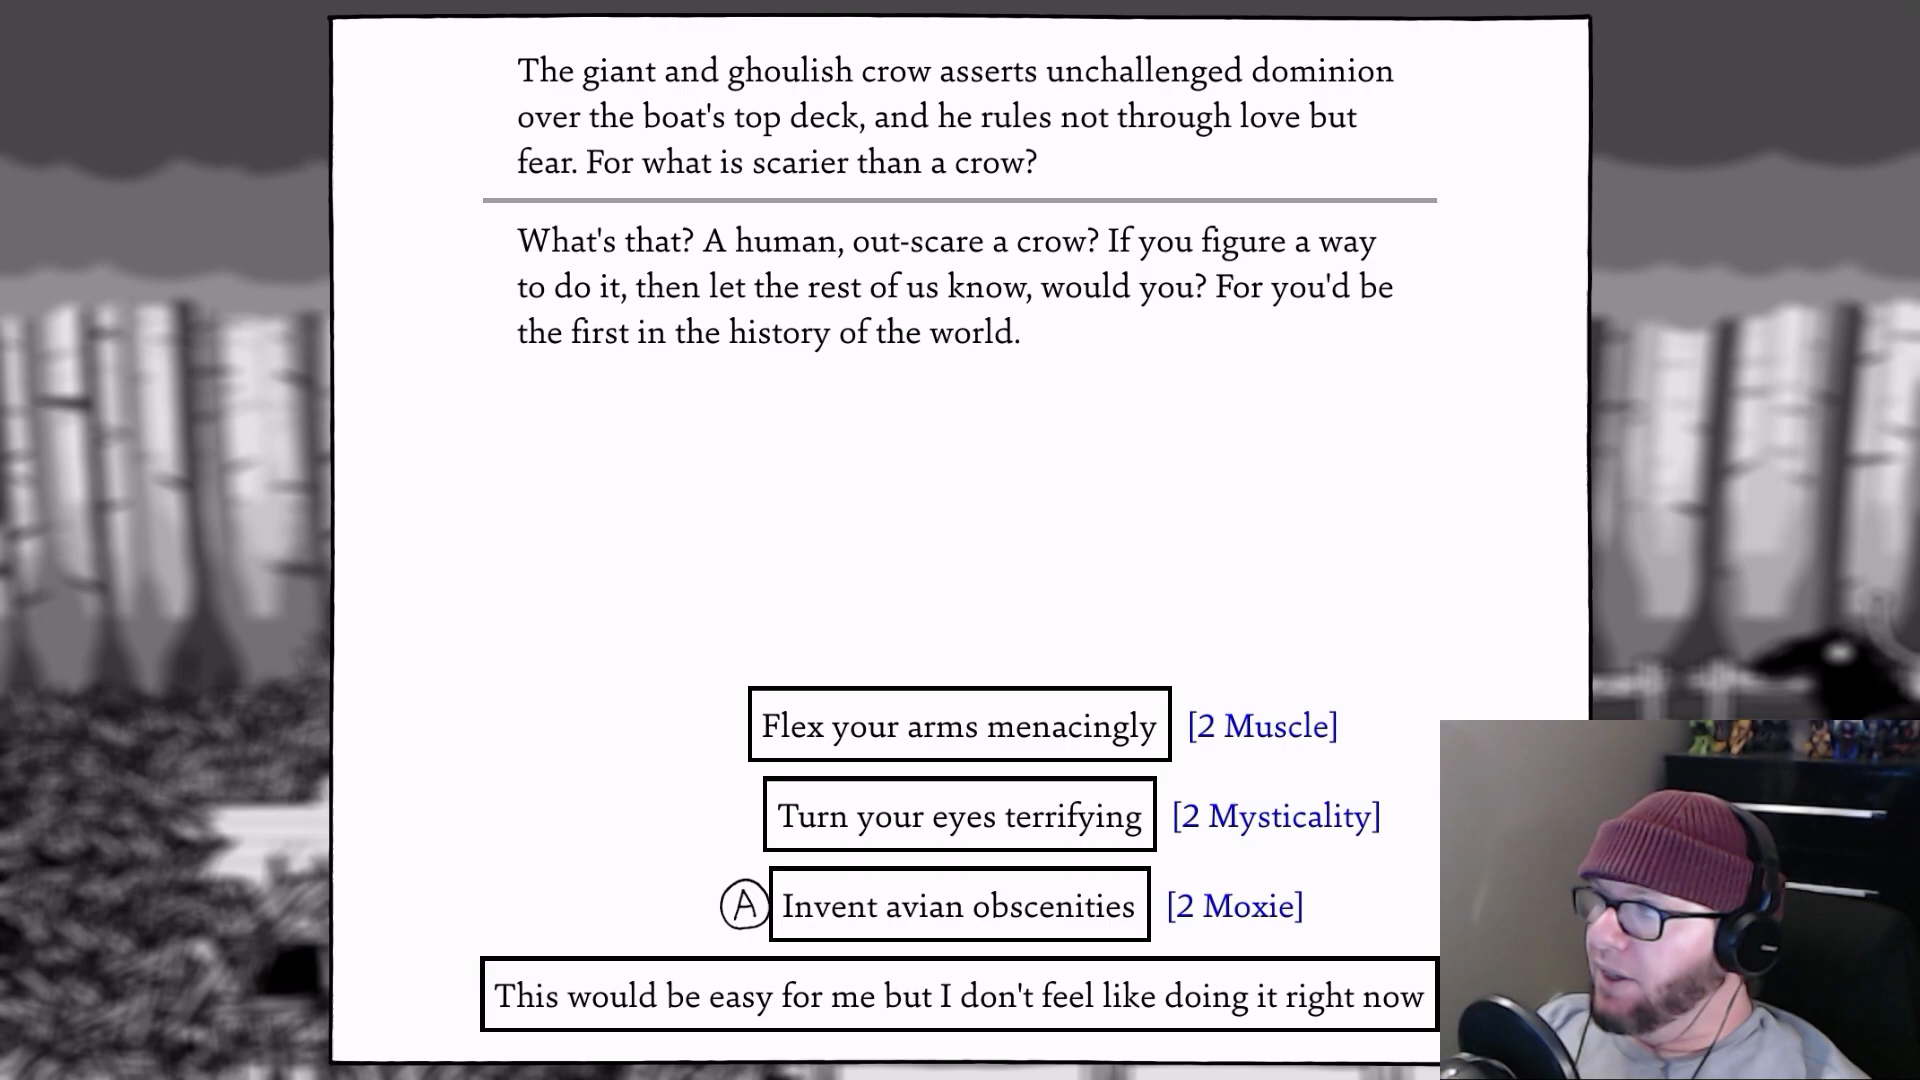 The giant and ghoulish crow asserts unchallenged dominion
over the boat's top deck, and he rules not through love but
fear. For what is scarier than a crow?
What's that? A human, out-scare a crow? If you figure a way
to do it, then let the rest of us know, would you? For you'd be
the first in the history of the world.
Flex your arms menacingly [2 Muscle]
Turn your eyes terrifying [2 Mysticality]
A Invent avian obscenities [2 Moxie]
This would be easy for me but I don't feel like doing it right now